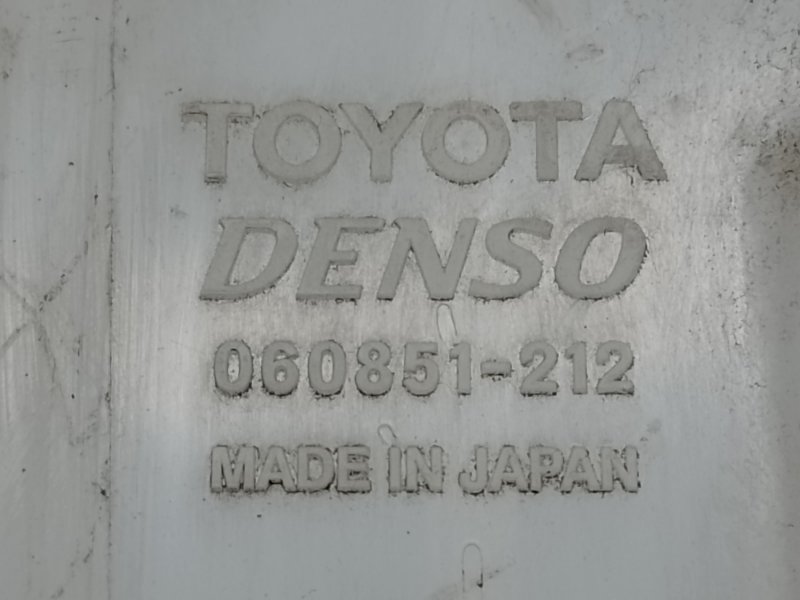 TOYOTA
DENSO
060851-212
MADE IN JAPAN